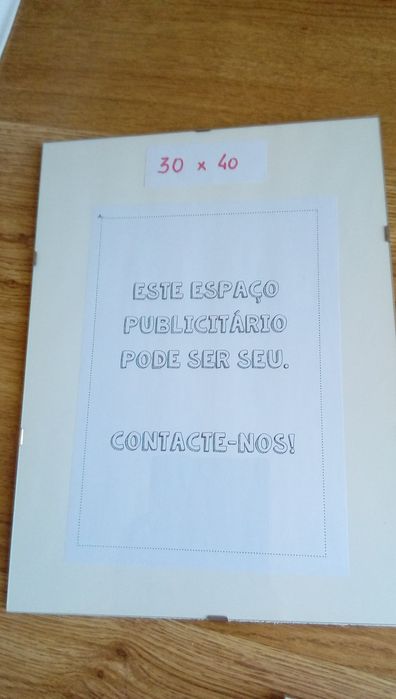 30 x 40
ESTE ESPAÇO
PUBLICITÁRIO
PODE SER SEU.
CONTACTE-NOS!